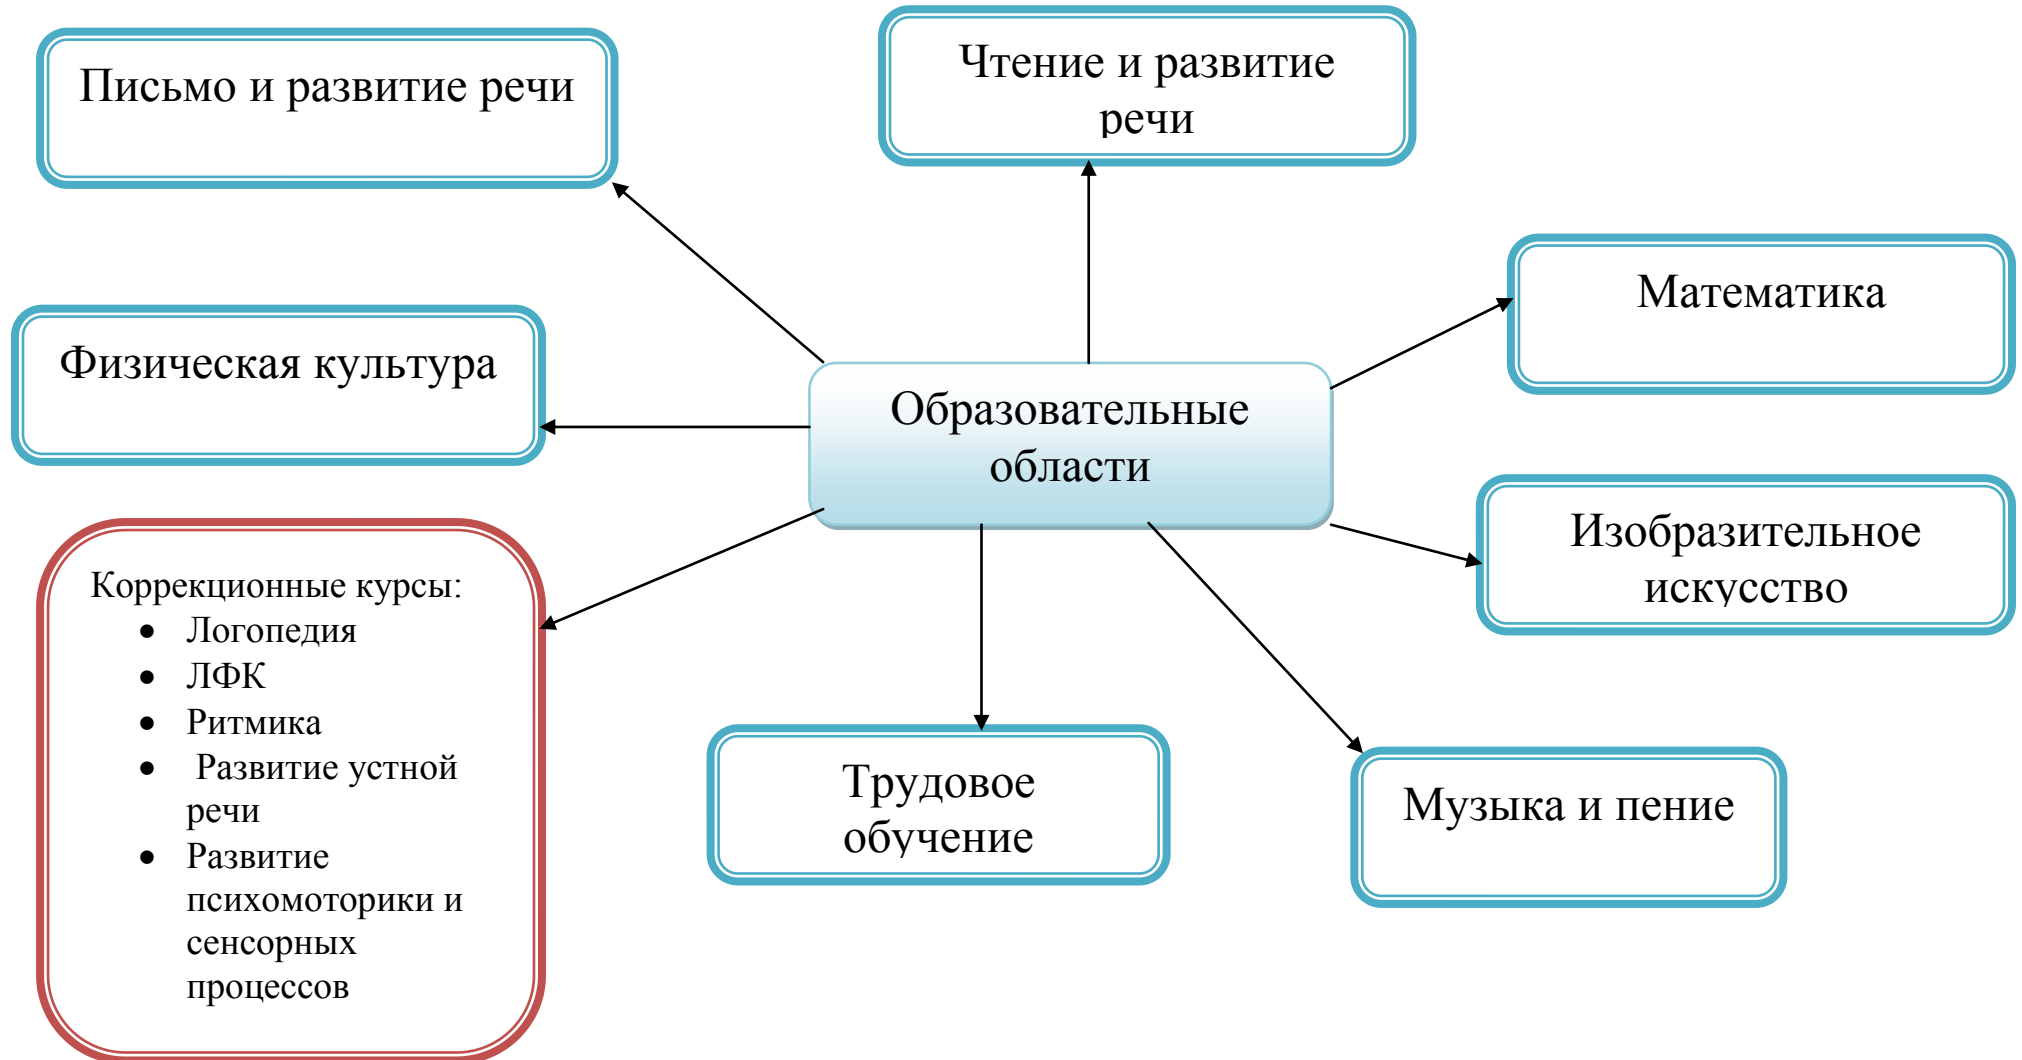 Письмо и развитие речи
Чтение и развитие
речи
Математика
Физическая культура
Образовательные
области
Изобразительное
искусство
Коррекционные курсы:
• Логопедия
• ЛФК
• Ритмика
• Развитие устной
речи
• Развитие
психомоторики и
сенсорных
процессов
Трудовое
обучение
Музыка и пение